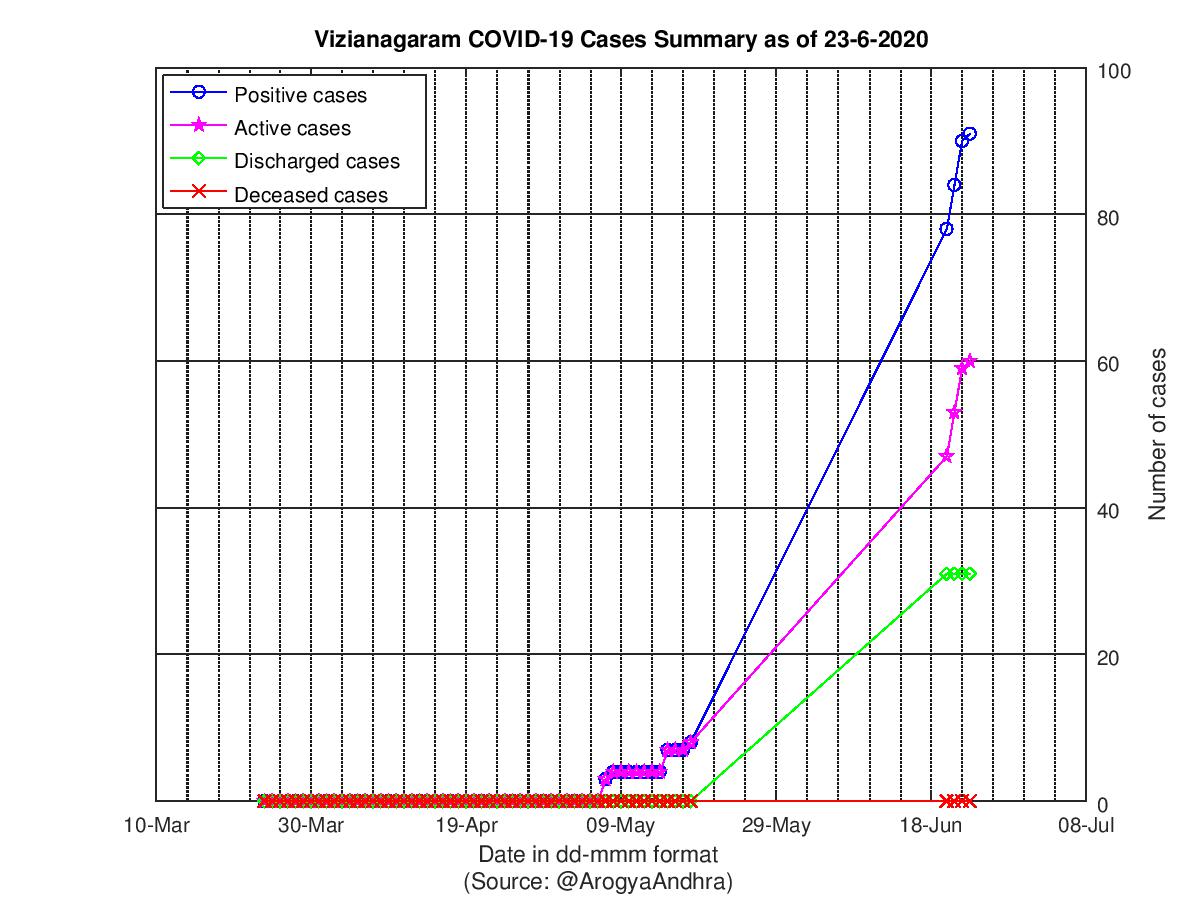 Vizianagaram COVID-19 Cases Summary as of 23-6-2020
Positive cases
Active cases
Discharged cases
Deceased cases
100
80
60
40
20
0
Number of cases
10-Mar 30-Mar 19-Apr 09-May 29-May 18-Jun 08-Jul
Date in dd-mmm format
(Source: @ArogyaAndhra)